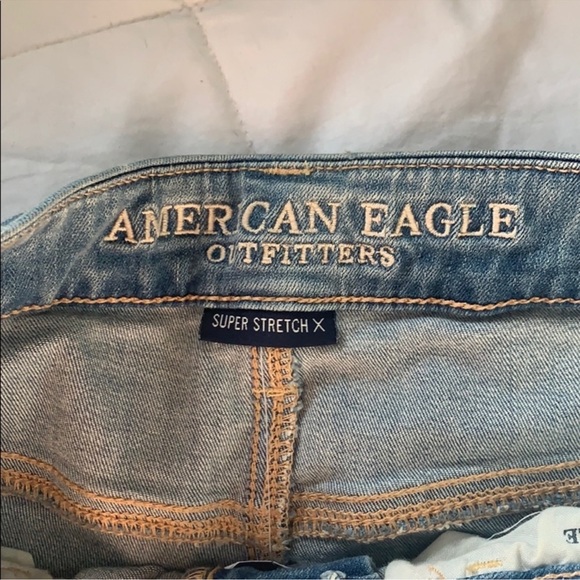 AMERICAN EAGLE
OUTFITTERS
SUPER STRETCH X